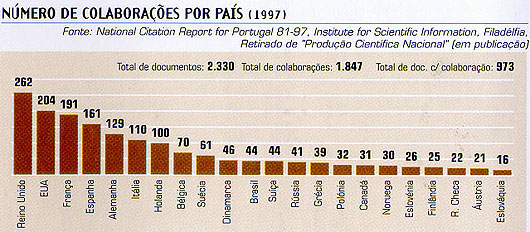 NÚMERO DE COLABORAÇÕES POR PAÍS (1997)
Fonte: National Citation Report for Portugal 81-97, Institute for Scientific Information, Filadélfia,
Retirado de "Produção Científica Nacional" (em publicação)
Total de documentos: 2.330 Total de colaborações: 1.847 Total de doc. c/ colaboração: 973
262 204 191 161 129 110 100 70 61 46 44 44 41 39 32 31 30 26 25 22 21 16
Reino Unido EUA França Espanha Alemanha Itália Holanda Bélgica Suécia Dinamarca Brasil Suíça Rússia Grécia Polónia Canadá Noruega Estovénia Finlândia R. Checa Áustria Eslováquia